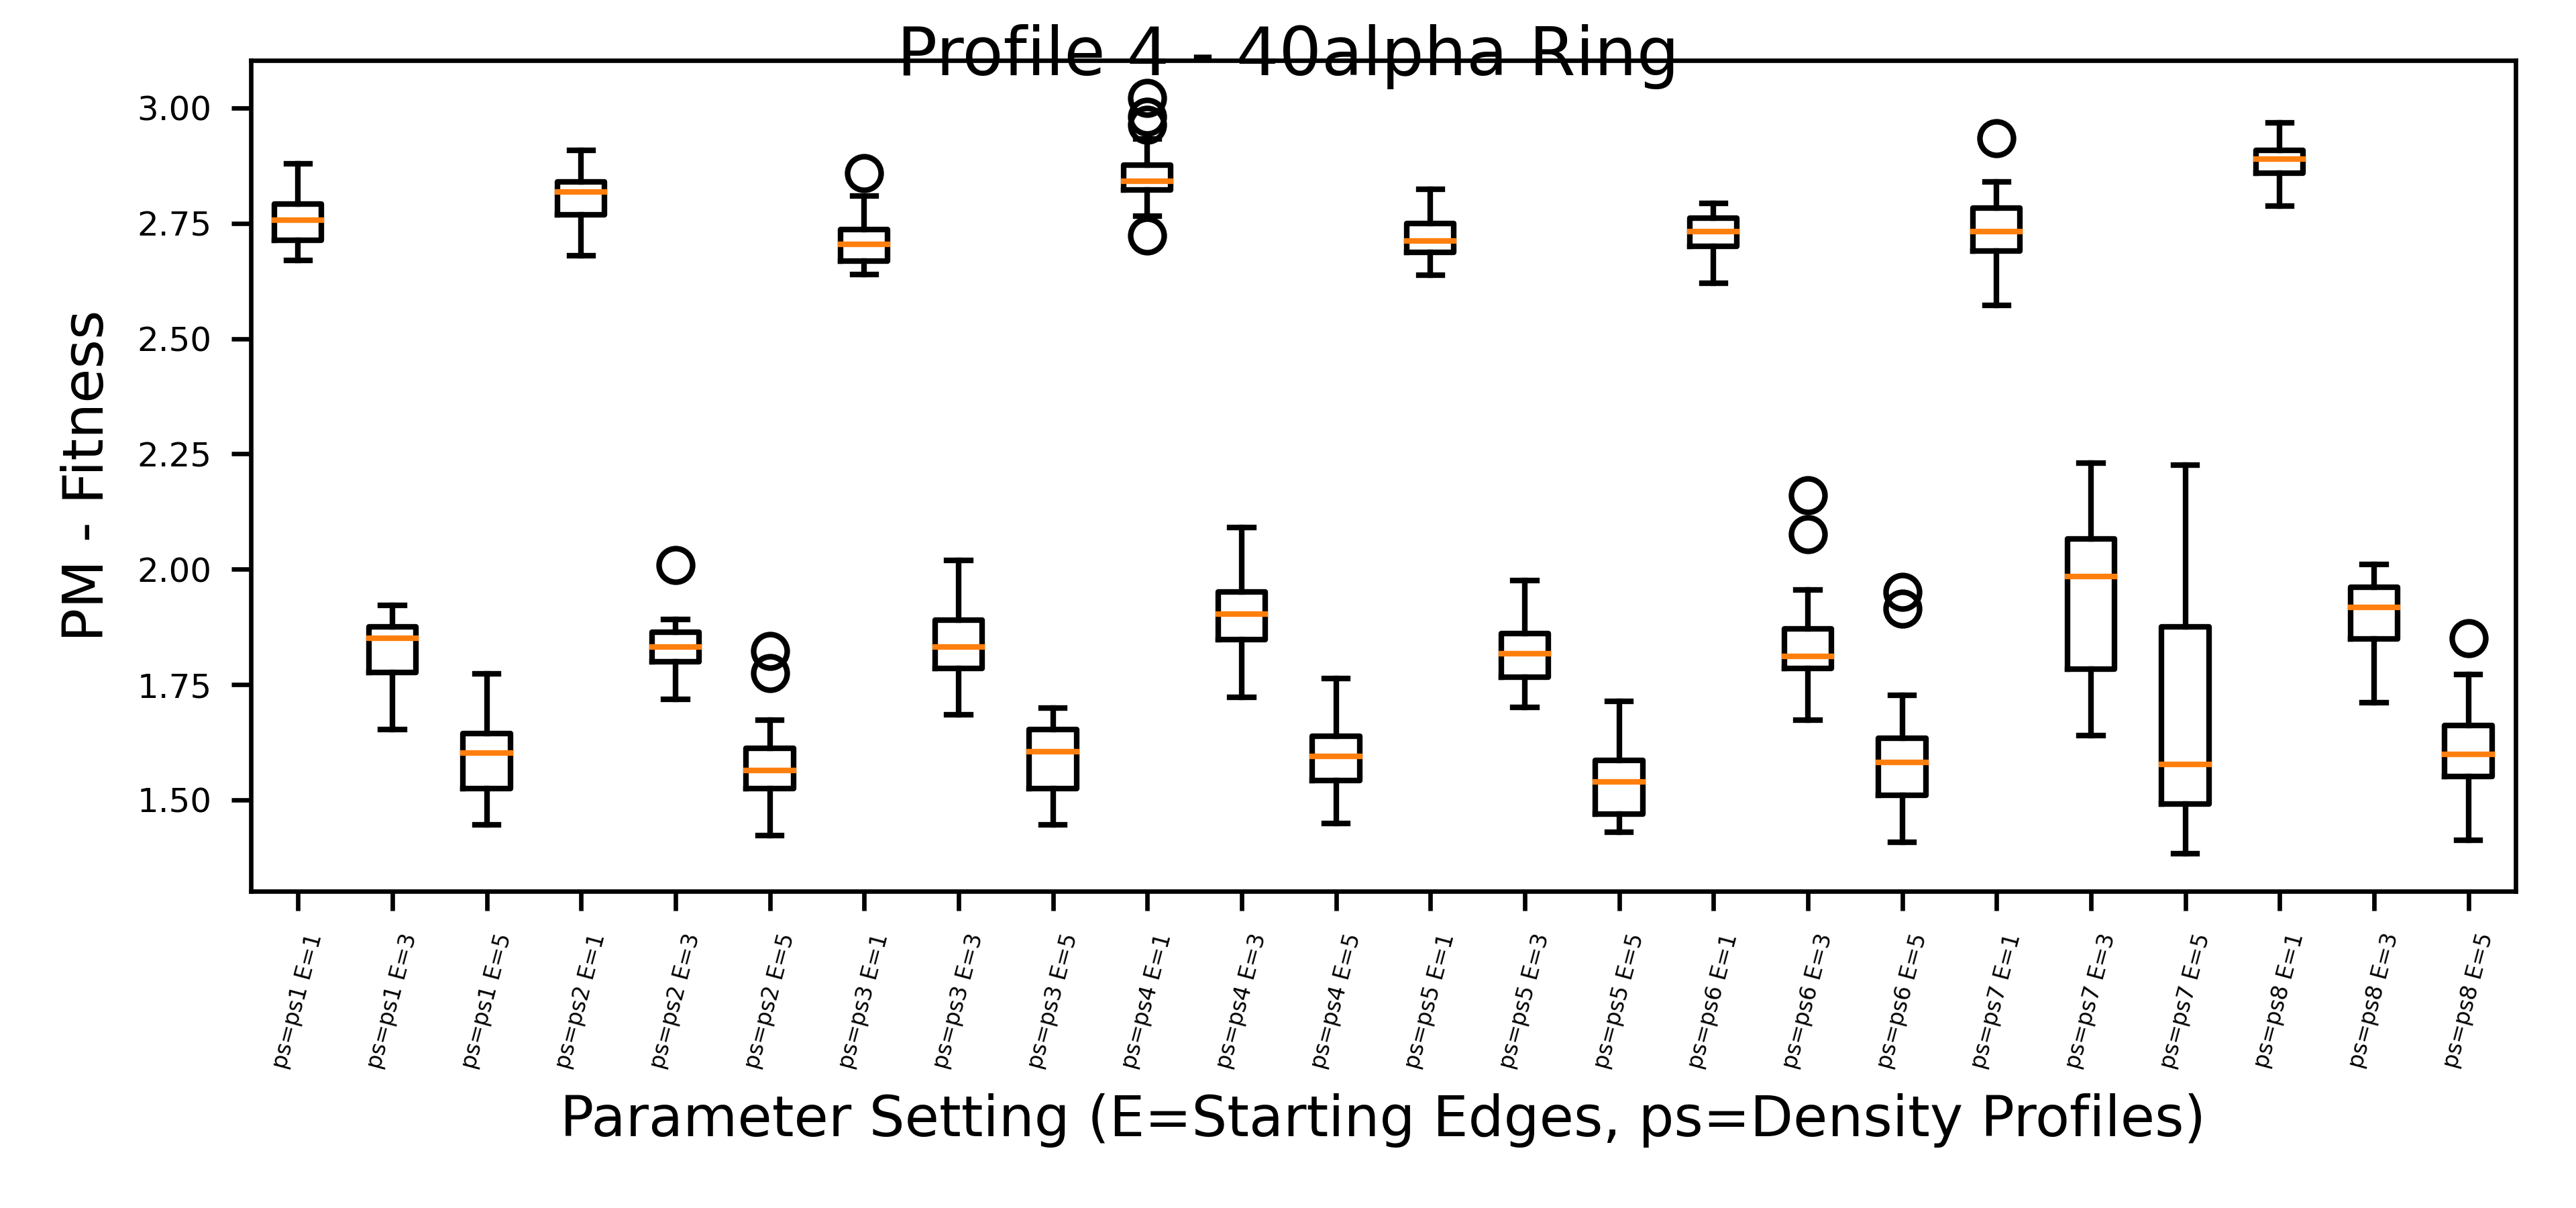 Profile 4 - 40alpha Ring
PM - Fitness
3.00
2.75
2.50
2.25
2.00
1.75
1.50
ps=ps1 E=1
ps=ps1 E=3
ps=ps1 E=5
ps=ps2 E=1
ps=ps2 E=3
ps=ps2 E=5
ps=ps3 E=1
ps=ps3 E=3
ps=ps3 E=5
ps=ps4 E=1
ps=ps4 E=3
ps=ps4 E=5
ps=ps5 E=1
ps=ps5 E=3
ps=ps5 E=5
ps=ps6 E=1
ps=ps6 E=3
ps=ps6 E=5
ps=ps7 E=1
ps=ps7 E=3
ps=ps7 E=5
ps=ps8 E=1
ps=ps8 E=3
ps=ps8 E=5
Parameter Setting (E=Starting Edges, ps=Density Profiles)